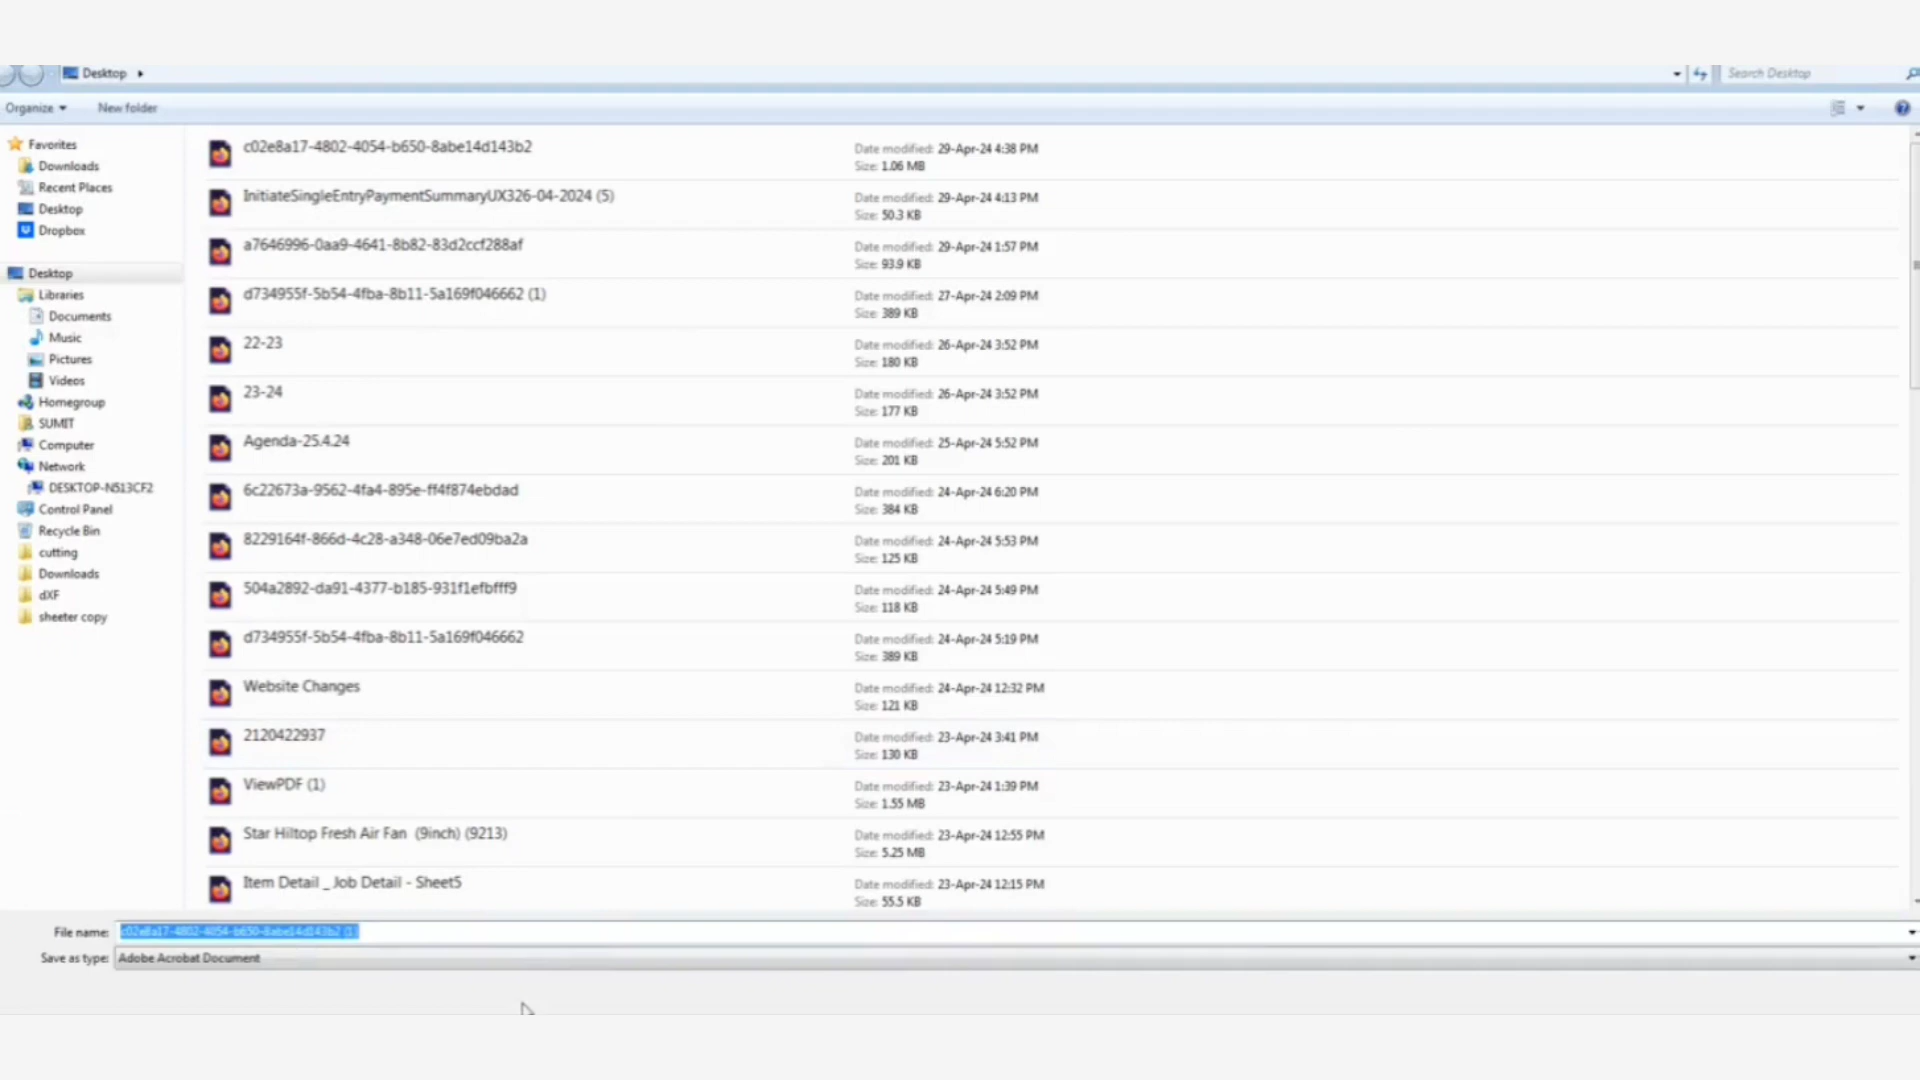 Desktop
Search Desktop
Organize
New folder
Favorites
Downloads
Recent Places
Desktop
Dropbox
Desktop
Libraries
Documents
Music
Pictures
Videos
Homegroup
SUMIT
Computer
Network
DESKTOP-N513CF2
Control Panel
Recycle Bin
cutting
Downloads
dXF
sheeter copy
c02e8a17-4802-4054-b650-8abe14d143b2
Date modified: 29-Apr-24 4:38 PM
Size: 1.06 MB
InitiateSingleEntryPaymentSummaryUX326-04-2024 (5)
Date modified: 29-Apr-24 4:13 PM
Size: 50.3 KB
a7646996-0aa9-4641-8b82-83d2ccf288af
Date modified: 29-Apr-24 1:57 PM
Size: 93.9 KB
d734955f-5b54-4fba-8b11-5a169f046662 (1)
Date modified: 27-Apr-24 2:09 PM
Size: 389 KB
22-23
Date modified: 26-Apr-24 3:52 PM
Size: 180 KB
23-24
Date modified: 26-Apr-24 3:52 PM
Size: 177 KB
Agenda-25.4.24
Date modified: 25-Apr-24 5:52 PM
Size: 201 KB
6c22673a-9562-4fa4-895e-ff4f874ebdad
Date modified: 24-Apr-24 6:20 PM
Size: 384 KB
8229164f-866d-4c28-a348-06e7ed09ba2a
Date modified: 24-Apr-24 5:53 PM
Size: 125 KB
504a2892-da91-4377-b185-931f1efbfff9
Date modified: 24-Apr-24 5:49 PM
Size: 118 KB
d734955f-5b54-4fba-8b11-5a169f046662
Date modified: 24-Apr-24 5:19 PM
Size: 389 KB
Website Changes
Date modified: 24-Apr-24 12:32 PM
Size: 121 KB
2120422937
Date modified: 23-Apr-24 3:41 PM
Size: 130 KB
ViewPDF (1)
Date modified: 23-Apr-24 1:39 PM
Size: 1.55 MB
Star Hiltop Fresh Air Fan (9inch) (9213)
Date modified: 23-Apr-24 12:55 PM
Size: 5.25 MB
Item Detail _ Job Detail - Sheet5
Date modified: 23-Apr-24 12:15 PM
Size: 55.5 KB
File name: c02e8a17-4802-4054-b650-8abe14d143b2 (1)
Save as type: Adobe Acrobat Document